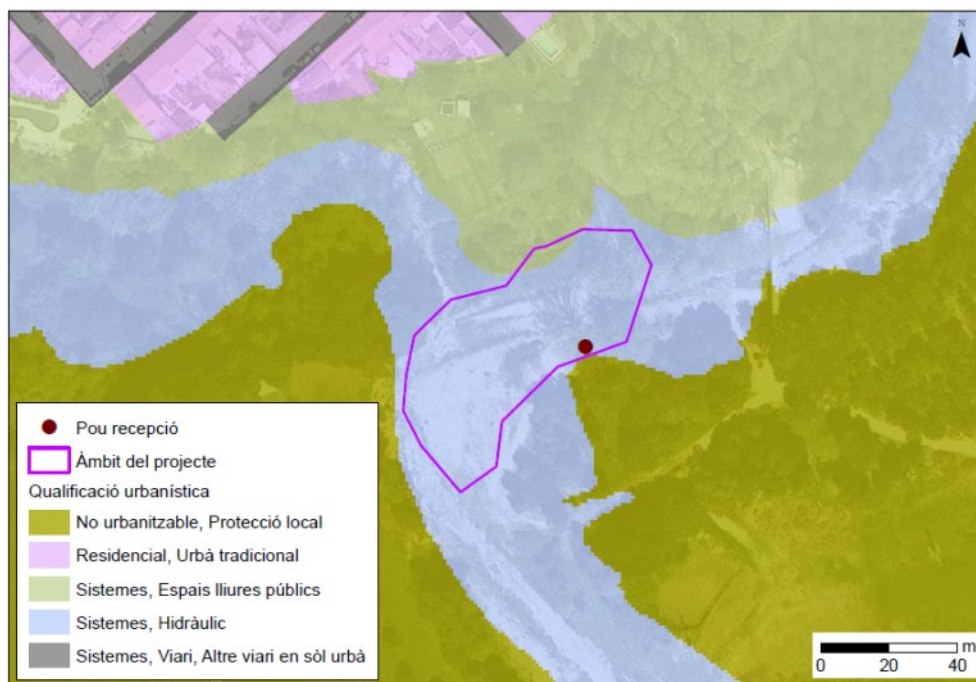 N
Pou recepció
Àmbit del projecte
Qualificació urbanística
No urbanitzable, Protecció local
Residencial, Urbà tradicional
Sistemes, Espais lliures públics
Sistemes, Hidràulic
Sistemes, Viari, Altre viari en sòl urbà
m
0 20 40